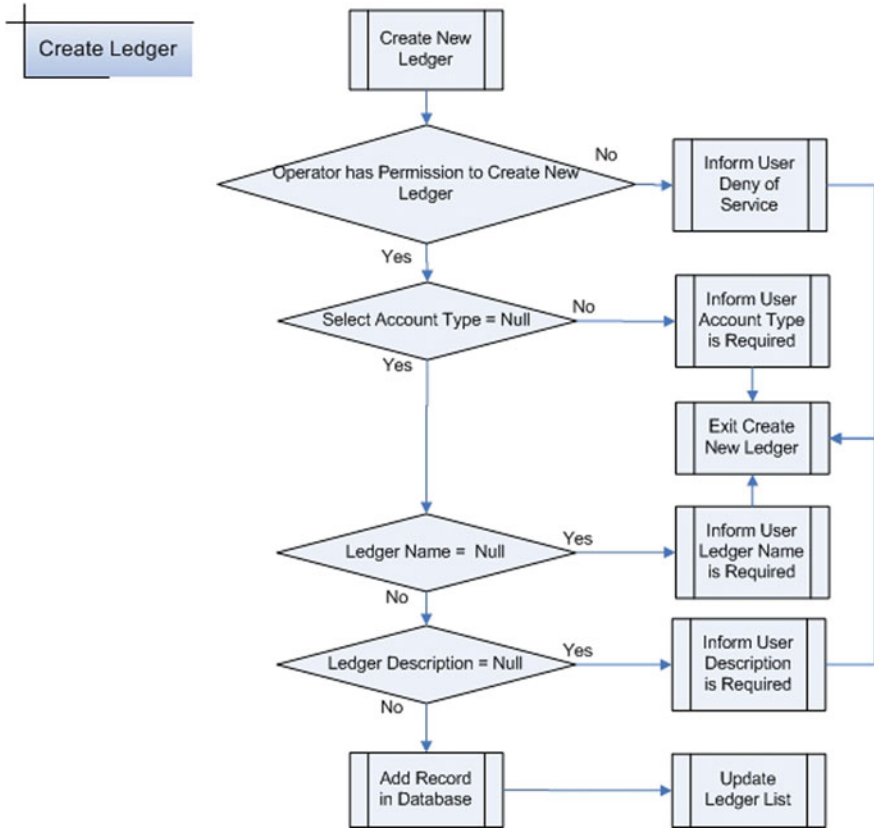 Create Ledger
Create New
Ledger
Operator has Permission to Create New
Ledger
No
Inform User
Deny of
Service
Yes
Select Account Type = Null
No
Inform User
Account Type
is Required
Yes
Exit Create
New Ledger
Ledger Name = Null
Yes
Inform User
Ledger Name
is Required
No
Ledger Description = Null
Yes
Inform User
Description
is Required
No
Add Record
in Database
Update
Ledger List